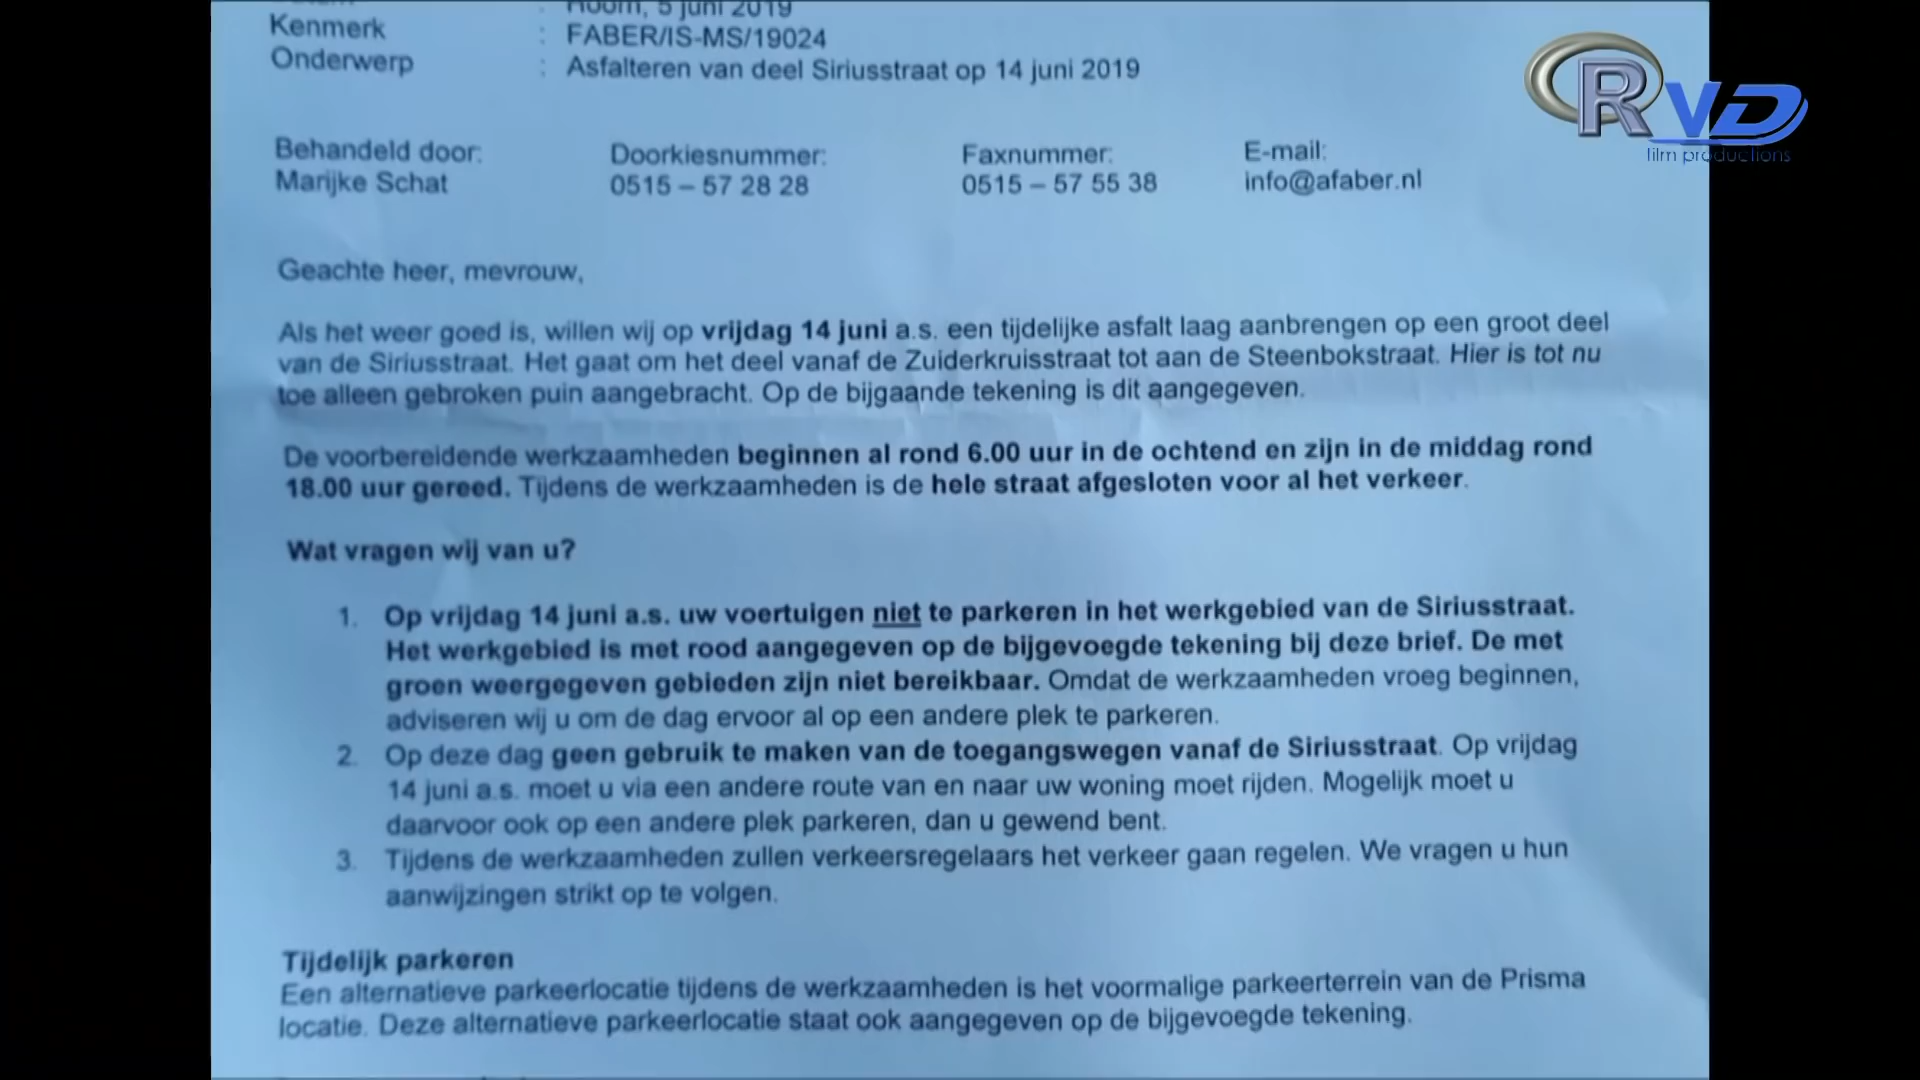 : Hoorn, 5 juni 2019
Kenmerk : FABER/IS-MS/19024
Onderwerp : Asfalteren van deel Siriusstraat op 14 juni 2019
RVD
film productions
Behandeld door: Doorkiesnummer: Faxnummer: E-mail:
Marijke Schat 0515 – 57 28 28 0515 – 57 55 38 info@afaber.nl
Geachte heer, mevrouw,
Als het weer goed is, willen wij op vrijdag 14 juni a.s. een tijdelijke asfalt laag aanbrengen op een groot deel
van de Siriusstraat. Het gaat om het deel vanaf de Zuiderkruisstraat tot aan de Steenbokstraat. Hier is tot nu
toe alleen gebroken puin aangebracht. Op de bijgaande tekening is dit aangegeven.
De voorbereidende werkzaamheden beginnen al rond 6.00 uur in de ochtend en zijn in de middag rond
18.00 uur gereed. Tijdens de werkzaamheden is de hele straat afgesloten voor al het verkeer.
Wat vragen wij van u?
1. Op vrijdag 14 juni a.s. uw voertuigen niet te parkeren in het werkgebied van de Siriusstraat.
Het werkgebied is met rood aangegeven op de bijgevoegde tekening bij deze brief. De met
groen weergegeven gebieden zijn niet bereikbaar. Omdat de werkzaamheden vroeg beginnen,
adviseren wij u om de dag ervoor al op een andere plek te parkeren.
2. Op deze dag geen gebruik te maken van de toegangswegen vanaf de Siriusstraat. Op vrijdag
14 juni a.s. moet u via een andere route van en naar uw woning moet rijden. Mogelijk moet u
daarvoor ook op een andere plek parkeren, dan u gewend bent.
3. Tijdens de werkzaamheden zullen verkeersregelaars het verkeer gaan regelen. We vragen u hun
aanwijzingen strikt op te volgen.
Tijdelijk parkeren
Een alternatieve parkeerlocatie tijdens de werkzaamheden is het voormalige parkeerterrein van de Prisma
locatie. Deze alternatieve parkeerlocatie staat ook aangegeven op de bijgevoegde tekening.